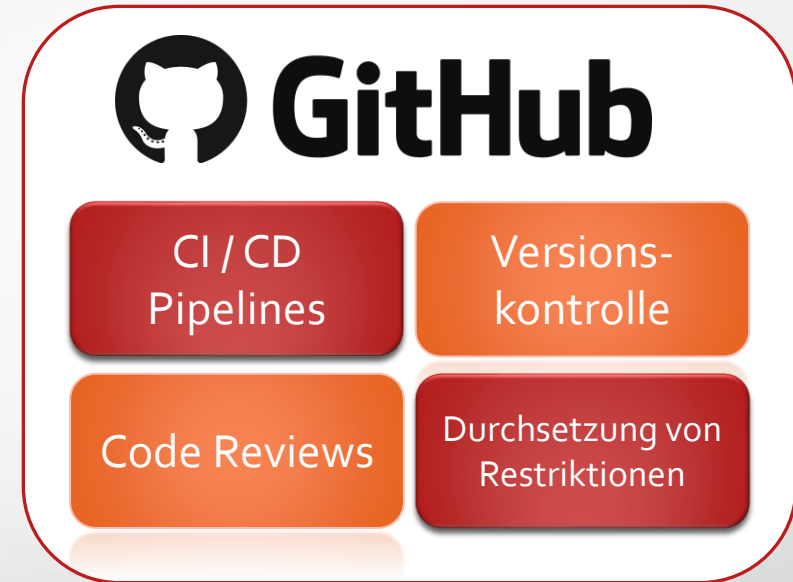 GitHub
CI / CD
Pipelines
Versions-
kontrolle
Code Reviews
Durchsetzung von
Restriktionen